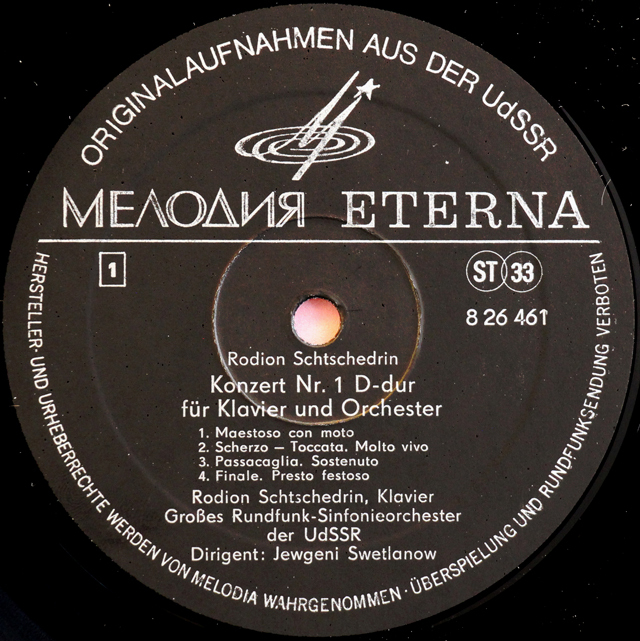 ORIGINALAUFNAHMEN AUS DER UdSSR
МЕЛОДИЯ ETERNA
1
ST 33
8 26 461
Rodion Schtschedrin
Konzert Nr. 1 D-dur
für Klavier und Orchester
1. Maestoso con moto
2. Scherzo – Toccata. Molto vivo
3. Passacaglia. Sostenuto
4. Finale. Presto festoso
Rodion Schtschedrin, Klavier
Großes Rundfunk-Sinfonieorchester
der UdSSR
Dirigent: Jewgeni Swetlanow
HERSTELLER- UND URHEBERRECHTE WERDEN VON MELODIA WAHRGENOMMEN · ÜBERSPIELUNG UND RUNDFUNKSENDUNG VERBOTEN